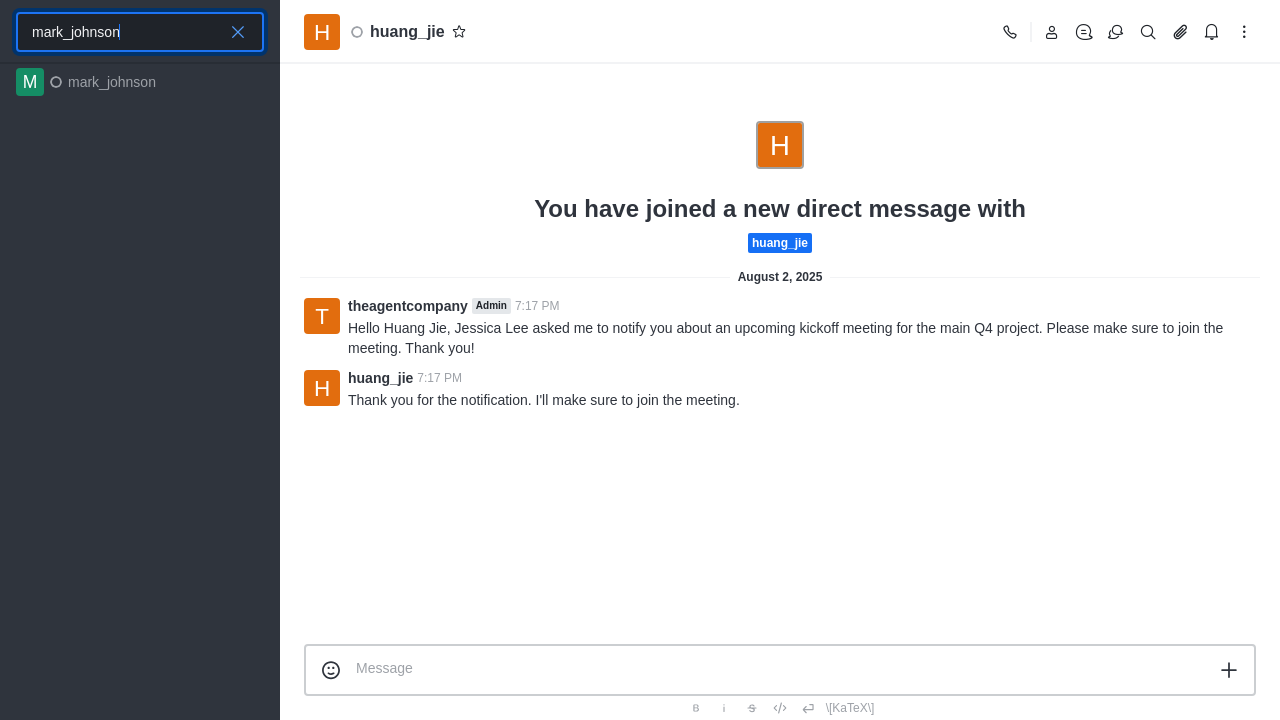 mark_johnson
M mark_johnson
H huang_jie
H
You have joined a new direct message with
huang_jie
August 2, 2025
T theagentcompany Admin 7:17 PM
Hello Huang Jie, Jessica Lee asked me to notify you about an upcoming kickoff meeting for the main Q4 project. Please make sure to join the
meeting. Thank you!
H huang_jie 7:17 PM
Thank you for the notification. I'll make sure to join the meeting.
Message
B i S </> \[KaTeX\]